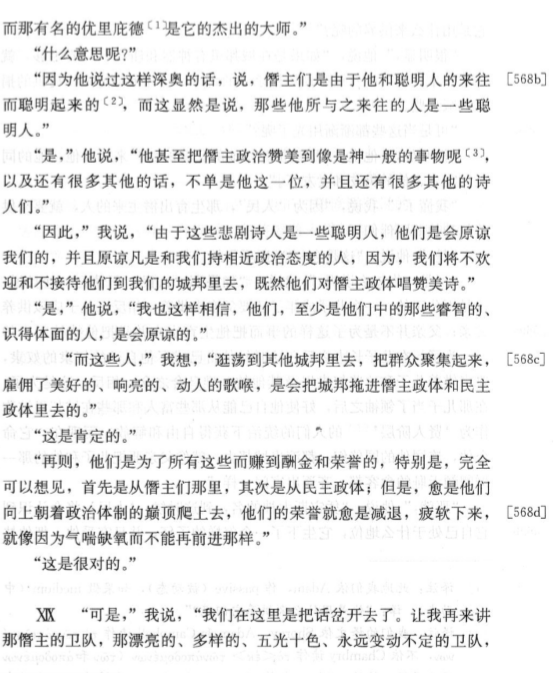 而那有名的优里庇德〔1〕是它的杰出的大师。”
“什么意思呢?”
“因为他说过这样深奥的话，说，僭主们是由于他和聪明人的来往 [568b]
而聪明起来的〔2〕，而这显然是说，那些他所与之来往的人是一些聪
明人。”
“是，”他说，“他甚至把僭主政治赞美到像是神一般的事物呢〔3〕，
以及还有很多其他的话，不单是他这一位，并且还有很多其他的诗
人们。”
“因此，”我说，“由于这些悲剧诗人是一些聪明人，他们是会原谅
我们的，并且原谅凡是和我们持相近政治态度的人，因为，我们将不欢
迎和不接待他们到我们的城邦里去，既然他们对僭主政体唱赞美诗。”
“是，”他说，“我也这样相信，他们，至少是他们中的那些睿智的、
识得体面的人，是会原谅的。”
“而这些人，”我想，“逛荡到其他城邦里去，把群众聚集起来， [568c]
雇佣了美好的、响亮的、动人的歌喉，是会把城邦拖进僭主政体和民主
政体里去的。”
“这是肯定的。”
“再则，他们是为了所有这些而赚到酬金和荣誉的，特别是，完全
可以想见，首先是从僭主们那里，其次是从民主政体；但是，愈是他们
向上朝着政治体制的巅顶爬上去，他们的荣誉就愈是减退，疲软下来， [568d]
就像因为气喘缺氧而不能再前进那样。”
“这是很对的。”
XIX “可是，”我说，“我们在这里是把话岔开去了。让我再来讲
那僭主的卫队，那漂亮的、多样的、五光十色、永远变动不定的卫队，